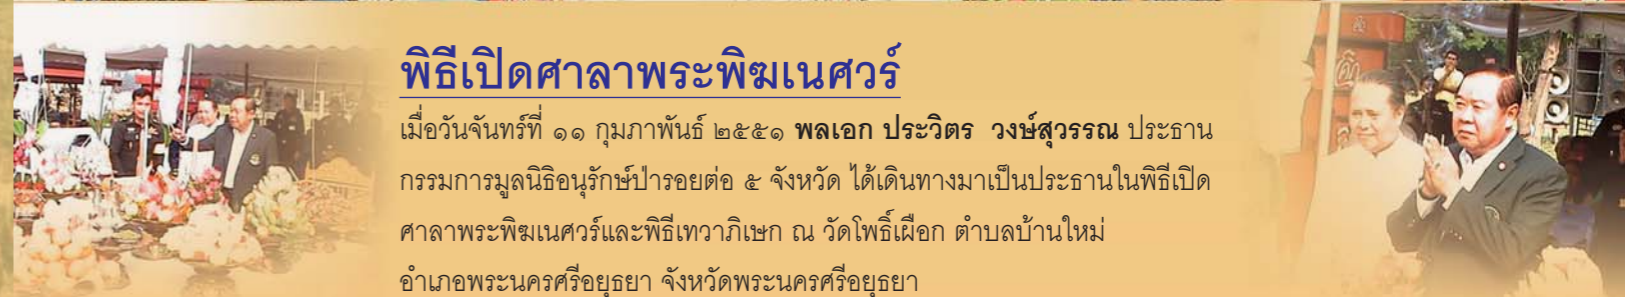 พิธีเปิดศาลาพระพิฆเนศวร์
เมื่อวันจันทร์ที่ ๑๑ กุมภาพันธ์ ๒๕๕๑ พลเอก ประวิตร วงษ์สุวรรณ ประธาน
กรรมการมูลนิธิอนุรักษ์ป่ารอยต่อ ๕ จังหวัด ได้เดินทางมาเป็นประธานในพิธีเปิด
ศาลาพระพิฆเนศวร์และพิธีเทวาภิเษก ณ วัดโพธิ์เผือก ตำบลบ้านใหม่
อำเภอพระนครศรีอยุธยา จังหวัดพระนครศรีอยุธยา